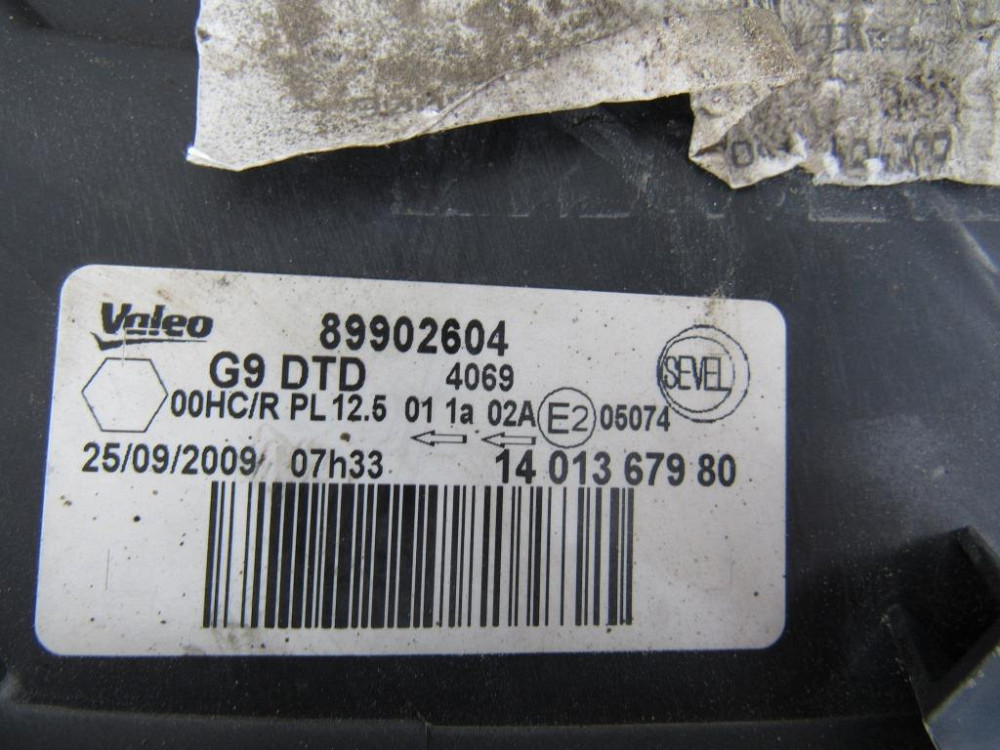 Valeo 89902604
G9 DTD 4069 SEVEL
00HC/R PL 12.5 01 1a 02A E2 05074
25/09/2009 07h33 14 013 679 80